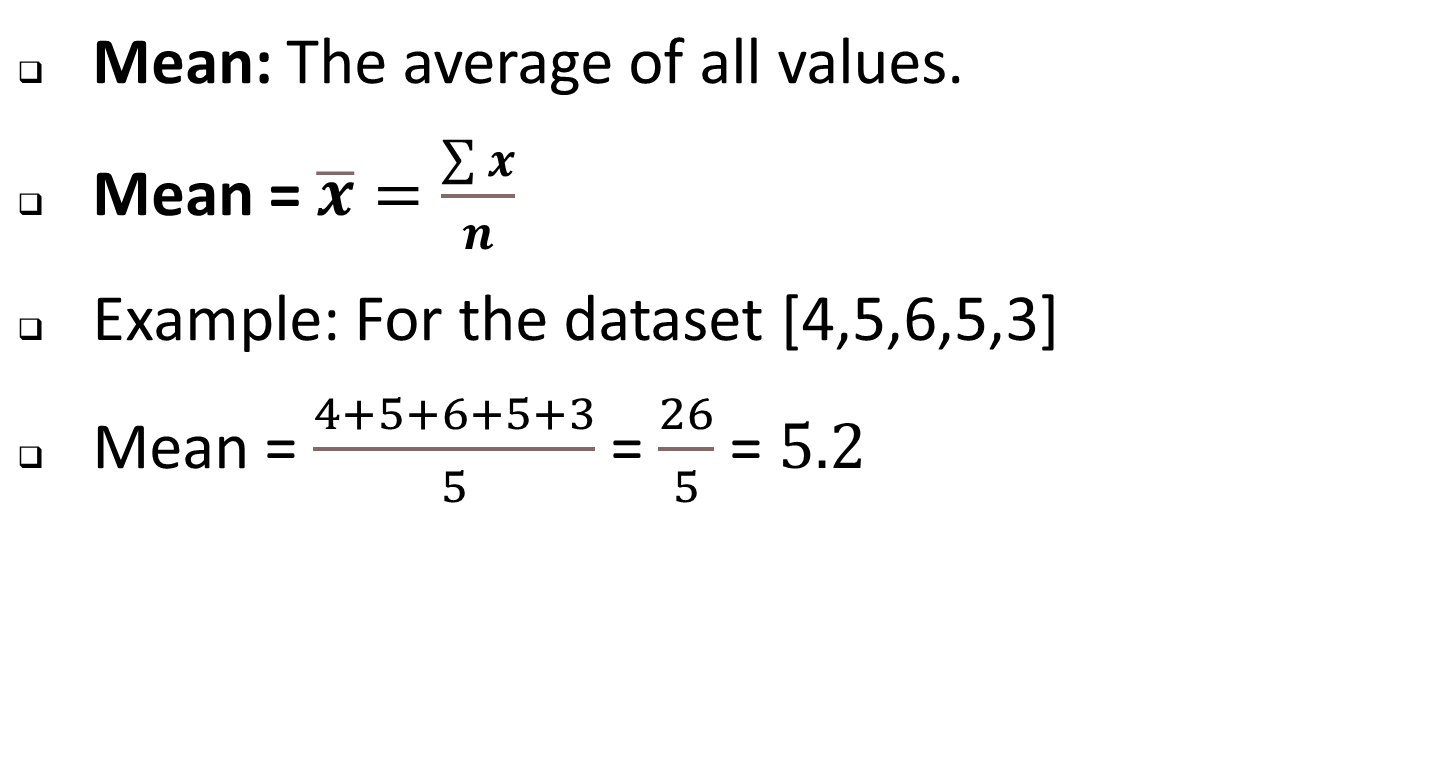 ❑ Mean: The average of all values.
❑ Mean = x̅ = ∑ x / n
❑ Example: For the dataset [4,5,6,5,3]
❑ Mean = 4+5+6+5+3 / 5 = 26 / 5 = 5.2